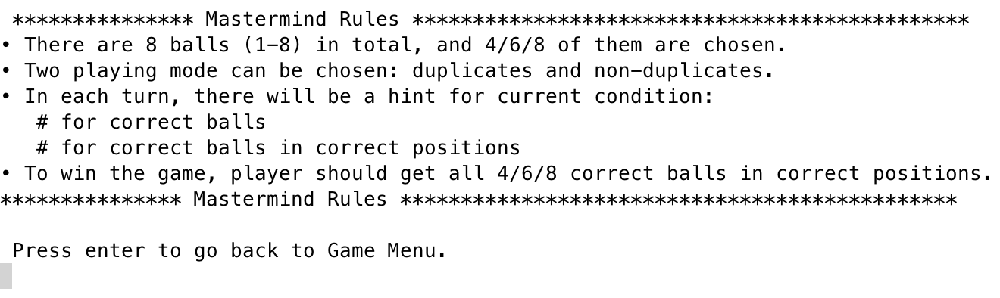 *************** Mastermind Rules **********************************************
• There are 8 balls (1-8) in total, and 4/6/8 of them are chosen.
• Two playing mode can be chosen: duplicates and non-duplicates.
• In each turn, there will be a hint for current condition:
# for correct balls
# for correct balls in correct positions
• To win the game, player should get all 4/6/8 correct balls in correct positions.
*************** Mastermind Rules **********************************************
Press enter to go back to Game Menu.